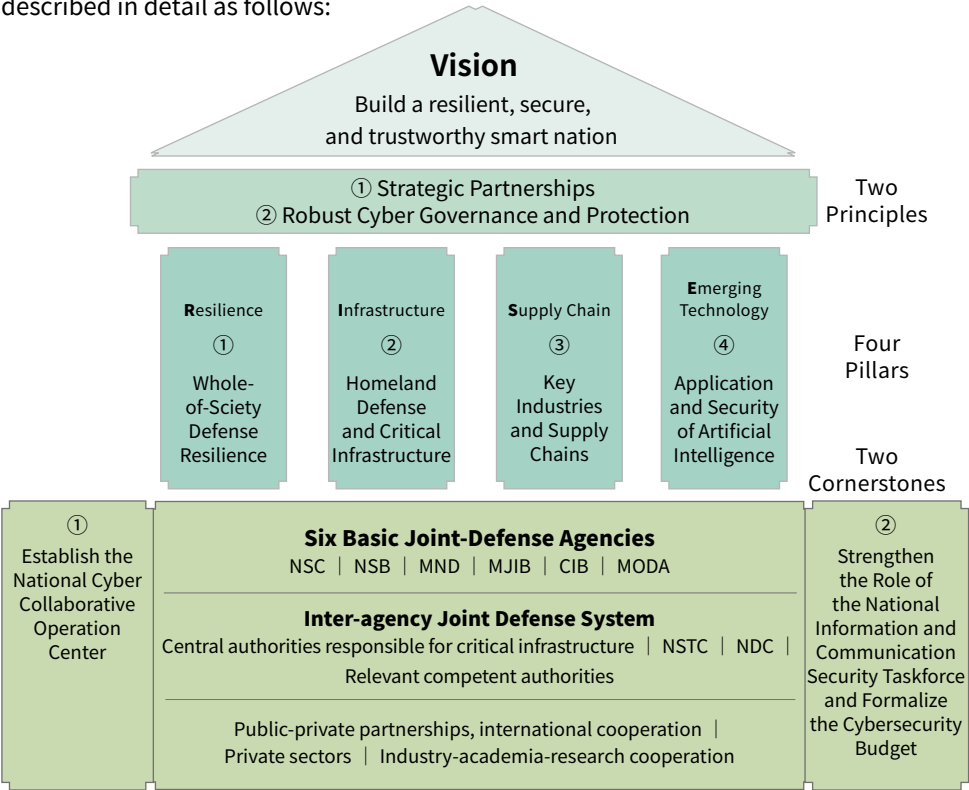 described in detail as follows:
Vision
Build a resilient, secure,
and trustworthy smart nation
① Strategic Partnerships
② Robust Cyber Governance and Protection
Two
Principles
Resilience
①
Whole-
of-Sciety
Defense
Resilience
Infrastructure
②
Homeland
Defense
and Critical
Infrastructure
Supply Chain
③
Key
Industries
and Supply
Chains
Emerging
Technology
④
Application
and Security
of Artificial
Intelligence
Four
Pillars
Two
Cornerstones
①
Establish the
National Cyber
Collaborative
Operation
Center
Six Basic Joint-Defense Agencies
NSC | NSB | MND | MJIB | CIB | MODA
Inter-agency Joint Defense System
Central authorities responsible for critical infrastructure | NSTC | NDC |
Relevant competent authorities
Public-private partnerships, international cooperation |
Private sectors | Industry-academia-research cooperation
②
Strengthen
the Role of
the National
Information and
Communication
Security Taskforce
and Formalize
the Cybersecurity
Budget